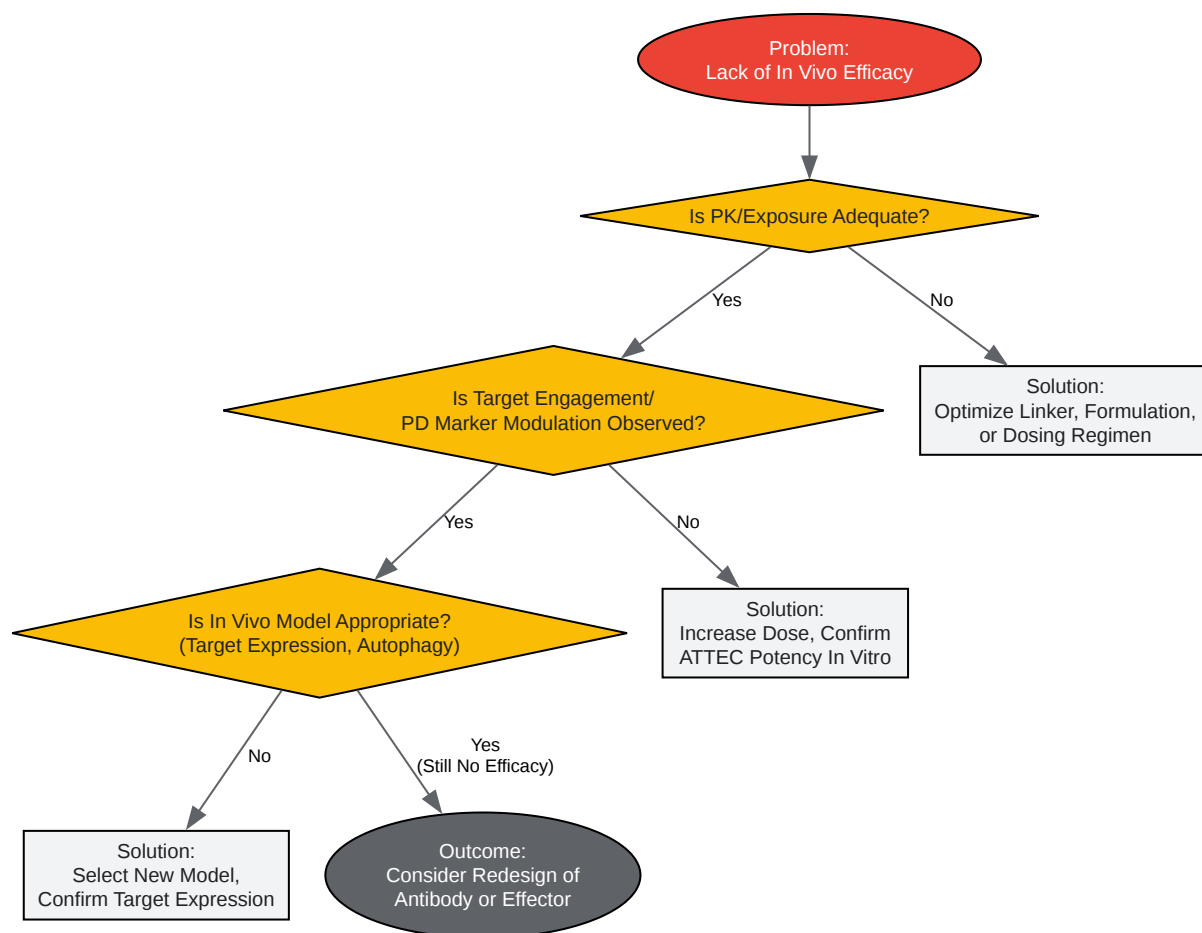 Problem:
Lack of In Vivo Efficacy
Is PK/Exposure Adequate?
Yes
No
Is Target Engagement/
PD Marker Modulation Observed?
Solution:
Optimize Linker, Formulation,
or Dosing Regimen
Yes
No
Is In Vivo Model Appropriate?
(Target Expression, Autophagy)
Solution:
Increase Dose, Confirm
ATTEC Potency In Vitro
No
Yes
(Still No Efficacy)
Solution:
Select New Model,
Confirm Target Expression
Outcome:
Consider Redesign of
Antibody or Effector